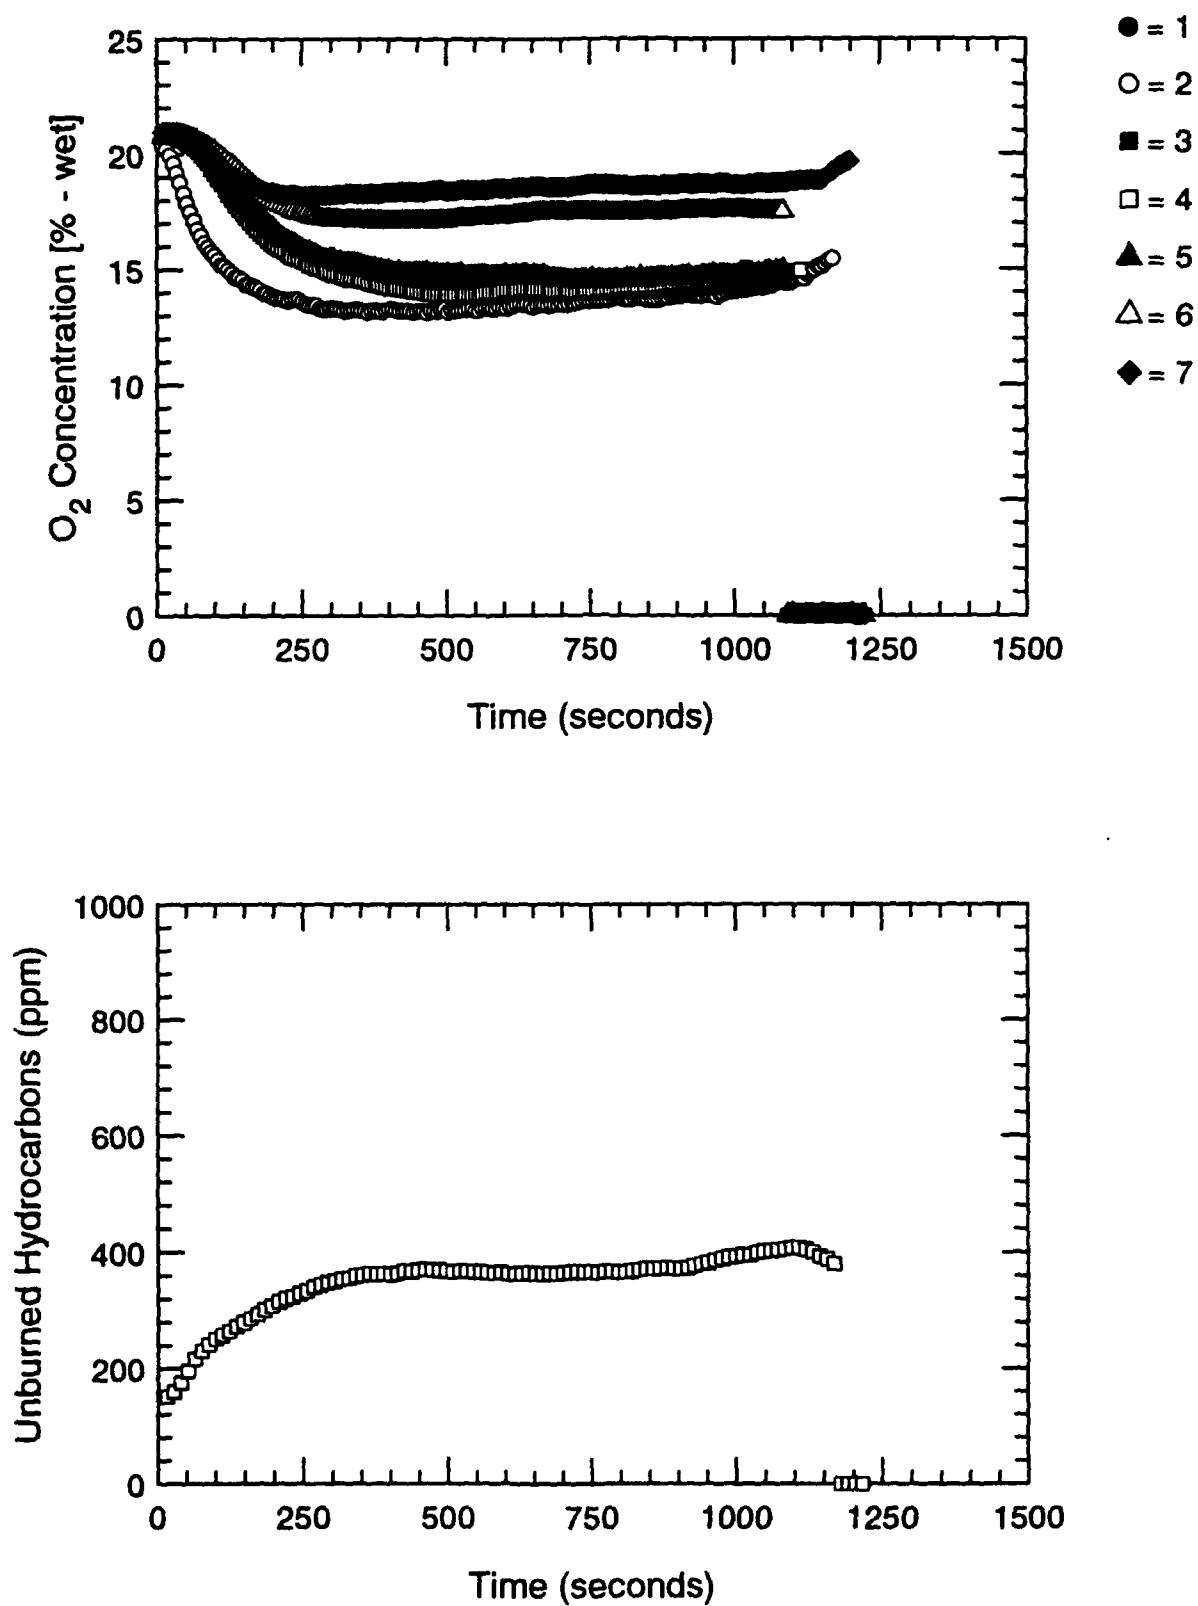 25
20
15
10
5
0
O2 Concentration [% - wet]
0 250 500 750 1000 1250 1500
Time (seconds)
● = 1
○ = 2
■ = 3
□ = 4
▲ = 5
△ = 6
◆ = 7
1000
800
600
400
200
0
Unburned Hydrocarbons (ppm)
0 250 500 750 1000 1250 1500
Time (seconds)